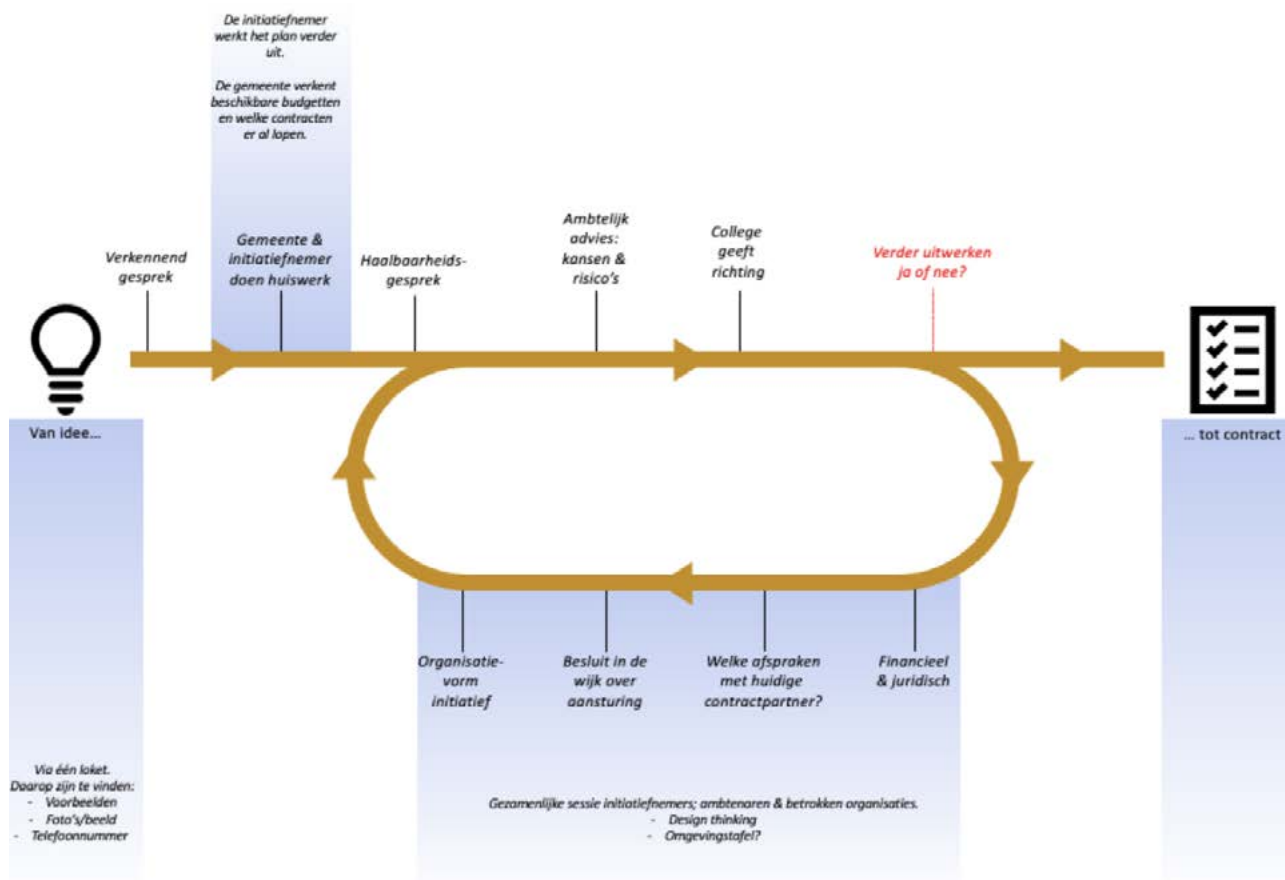 De initiatiefnemer
werkt het plan verder
uit.
De gemeente verkent
beschikbare budgetten
en welke contracten
er al lopen.
Verkennend
gesprek
Gemeente &
initiatiefnemer
doen huiswerk
Haalbaarheids-
gesprek
Ambtelijk
advies:
kansen &
risico's
College
geeft
richting
Verder uitwerken
ja of nee?
Van idee...
... tot contract
Organisatie-
vorm
initiatief
Besluit in de
wijk over
aansturing
Welke afspraken
met huidige
contractpartner?
Financieel
& juridisch
Via één loket.
Daarop zijn te vinden:
- Voorbeelden
- Foto's/beeld
- Telefoonnummer
Gezamenlijke sessie initiatiefnemers; ambtenaren & betrokken organisaties.
- Design thinking
- Omgevingstafel?